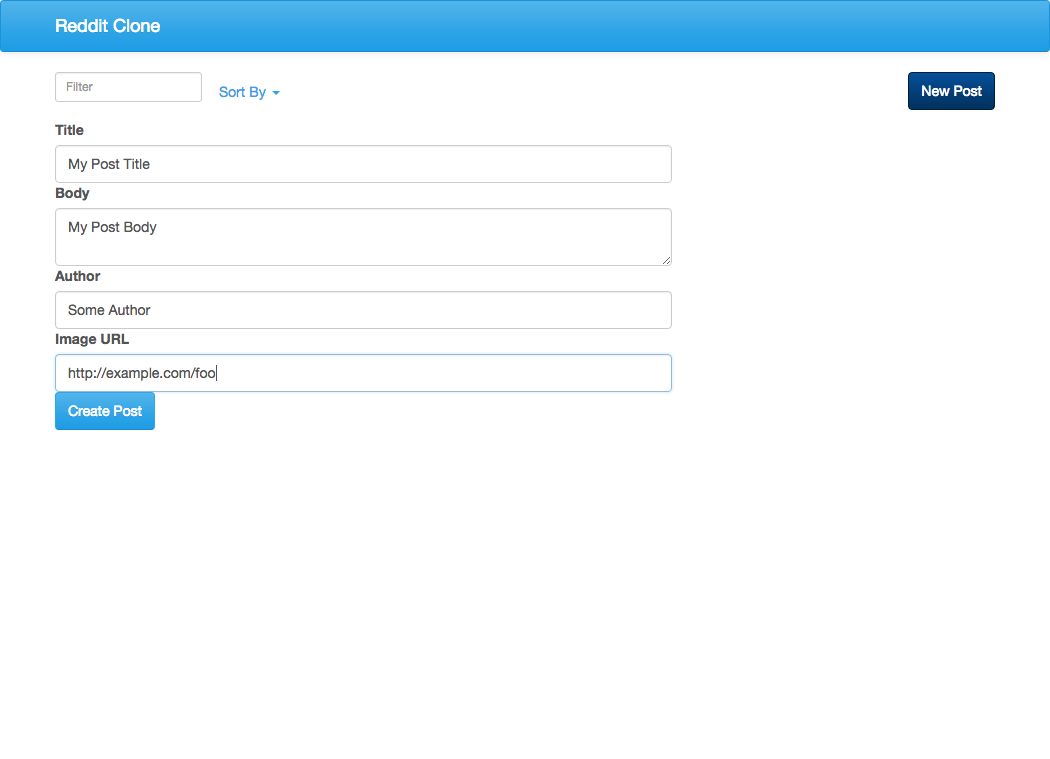 Reddit Clone
Filter
Sort By
New Post
Title
My Post Title
Body
My Post Body
Author
Some Author
Image URL
http://example.com/foo
Create Post